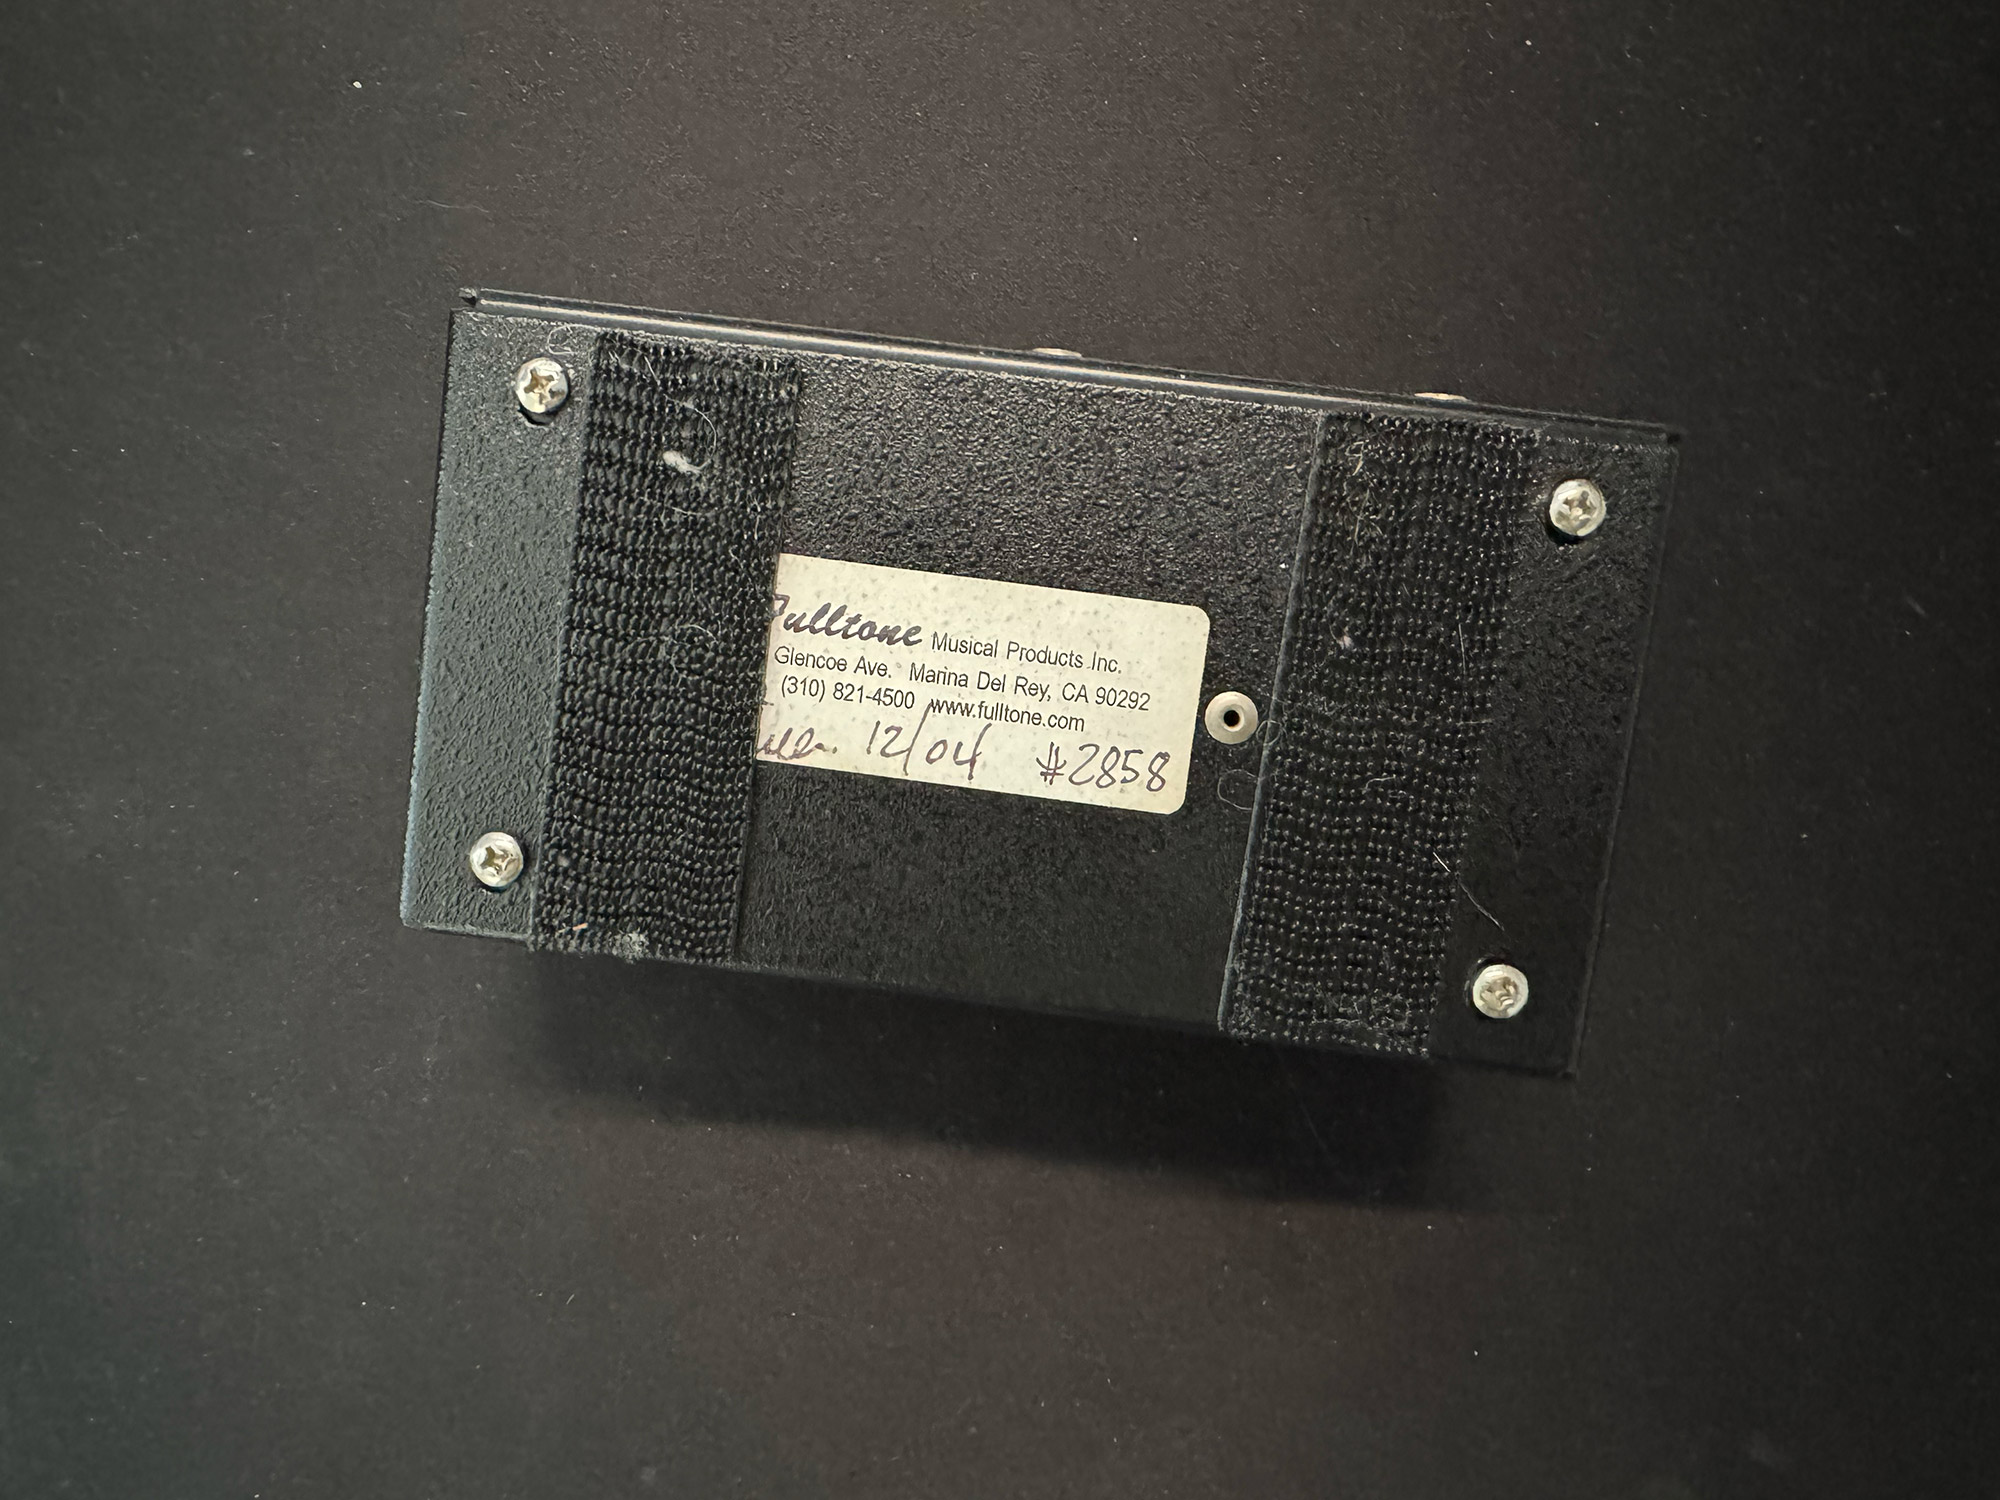 Fulltone Musical Products Inc.
Glencoe Ave. Marina Del Rey, CA 90292
(310) 821-4500 www.fulltone.com
12/04 #2858